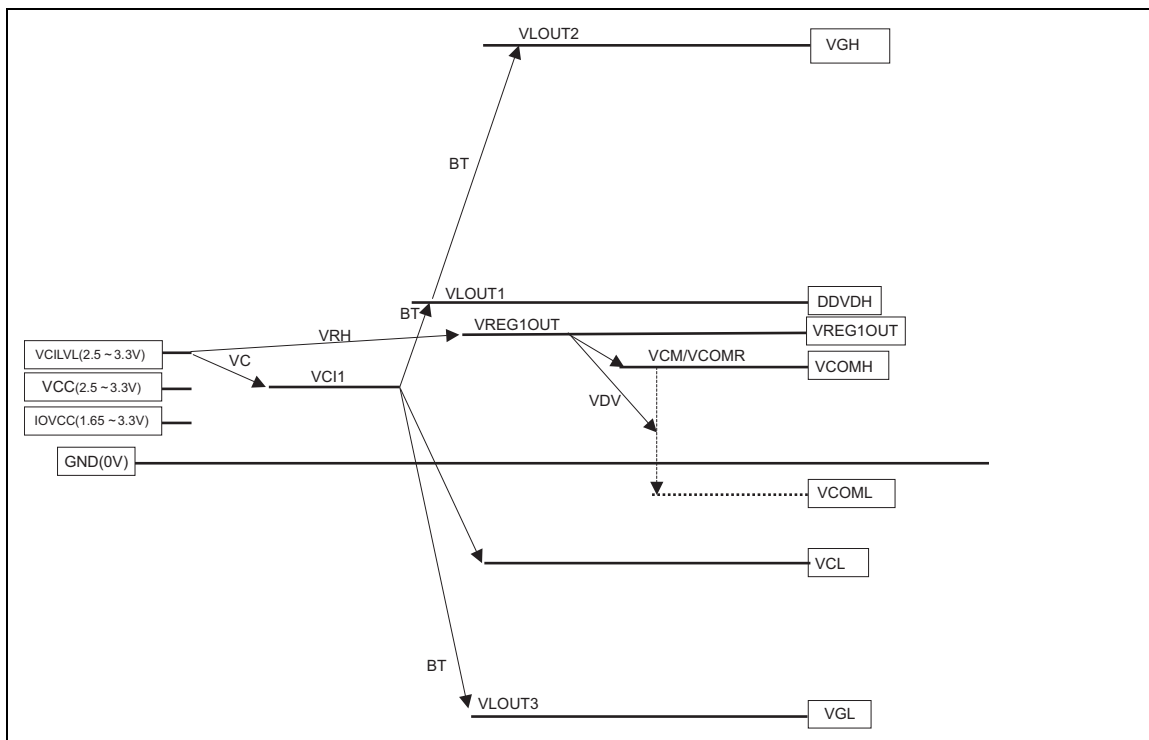 VLOUT2
VGH
BT
VLOUT1
DDVDH
BT
VREG1OUT
VREG1OUT
VRH
VCILVL(2.5 ~ 3.3V)
VC
VCM/VCOMR
VCOMH
VCC(2.5 ~ 3.3V)
VCI1
VDV
IOVCC(1.65 ~ 3.3V)
GND(0V)
VCOML
VCL
BT
VLOUT3
VGL